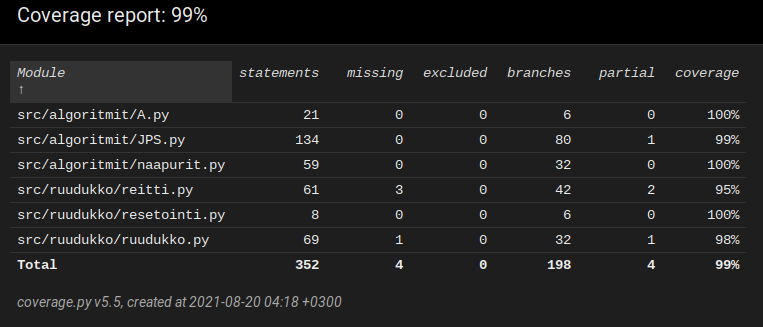 Coverage report: 99%
Module statements missing excluded branches partial coverage
↑
src/algoritmit/A.py 21 0 0 6 0 100%
src/algoritmit/JPS.py 134 0 0 80 1 99%
src/algoritmit/naapurit.py 59 0 0 32 0 100%
src/ruudukko/reitti.py 61 3 0 42 2 95%
src/ruudukko/resetointi.py 8 0 0 6 0 100%
src/ruudukko/ruudukko.py 69 1 0 32 1 98%
Total 352 4 0 198 4 99%
coverage.py v5.5, created at 2021-08-20 04:18 +0300